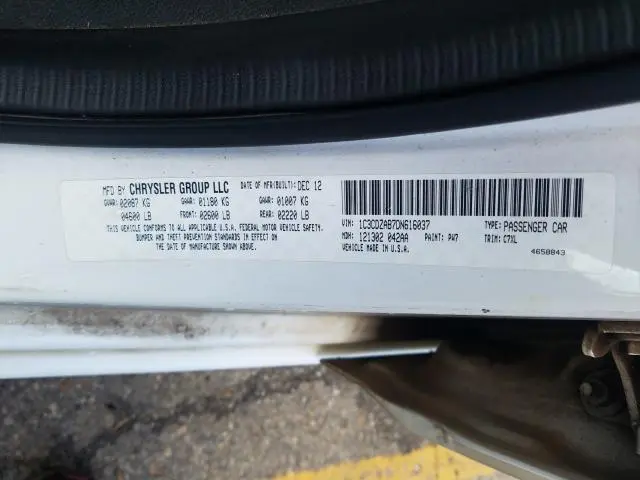 MFD BY CHRYSLER GROUP LLC DATE OF MFR(BUILT): DEC 12
GVWR: 02087 KG GAWR: 01180 KG GAWR: 01007 KG
04600 LB FRONT: 02600 LB REAR: 02220 LB
THIS VEHICLE CONFORMS TO ALL APPLICABLE U.S.A. FEDERAL MOTOR VEHICLE SAFETY,
BUMPER AND THEFT PREVENTION STANDARDS IN EFFECT ON
THE DATE OF MANUFACTURE SHOWN ABOVE.
VIN: 1C3CDZAB7DN616037 TYPE: PASSENGER CAR
MDH: 121302 042AA PAINT: PW7 TRIM: C7XL
VEHICLE MADE IN U.S.A.
4658843